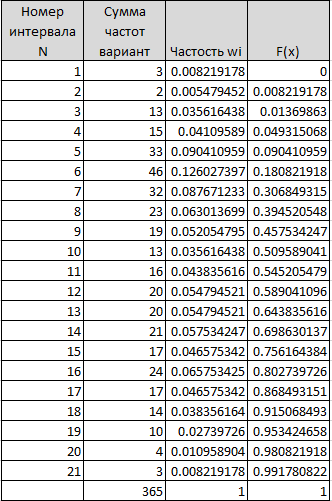 Номер интервала N Сумма частот вариант Частость wi F(x)
1 3 0.008219178 0
2 2 0.005479452 0.008219178
3 13 0.035616438 0.01369863
4 15 0.04109589 0.049315068
5 33 0.090410959 0.090410959
6 46 0.126027397 0.180821918
7 32 0.087671233 0.306849315
8 23 0.063013699 0.394520548
9 19 0.052054795 0.457534247
10 13 0.035616438 0.509589041
11 16 0.043835616 0.545205479
12 20 0.054794521 0.589041096
13 20 0.054794521 0.643835616
14 21 0.057534247 0.698630137
15 17 0.046575342 0.756164384
16 24 0.065753425 0.802739726
17 17 0.046575342 0.868493151
18 14 0.038356164 0.915068493
19 10 0.02739726 0.953424658
20 4 0.010958904 0.980821918
21 3 0.008219178 0.991780822
365 1 1